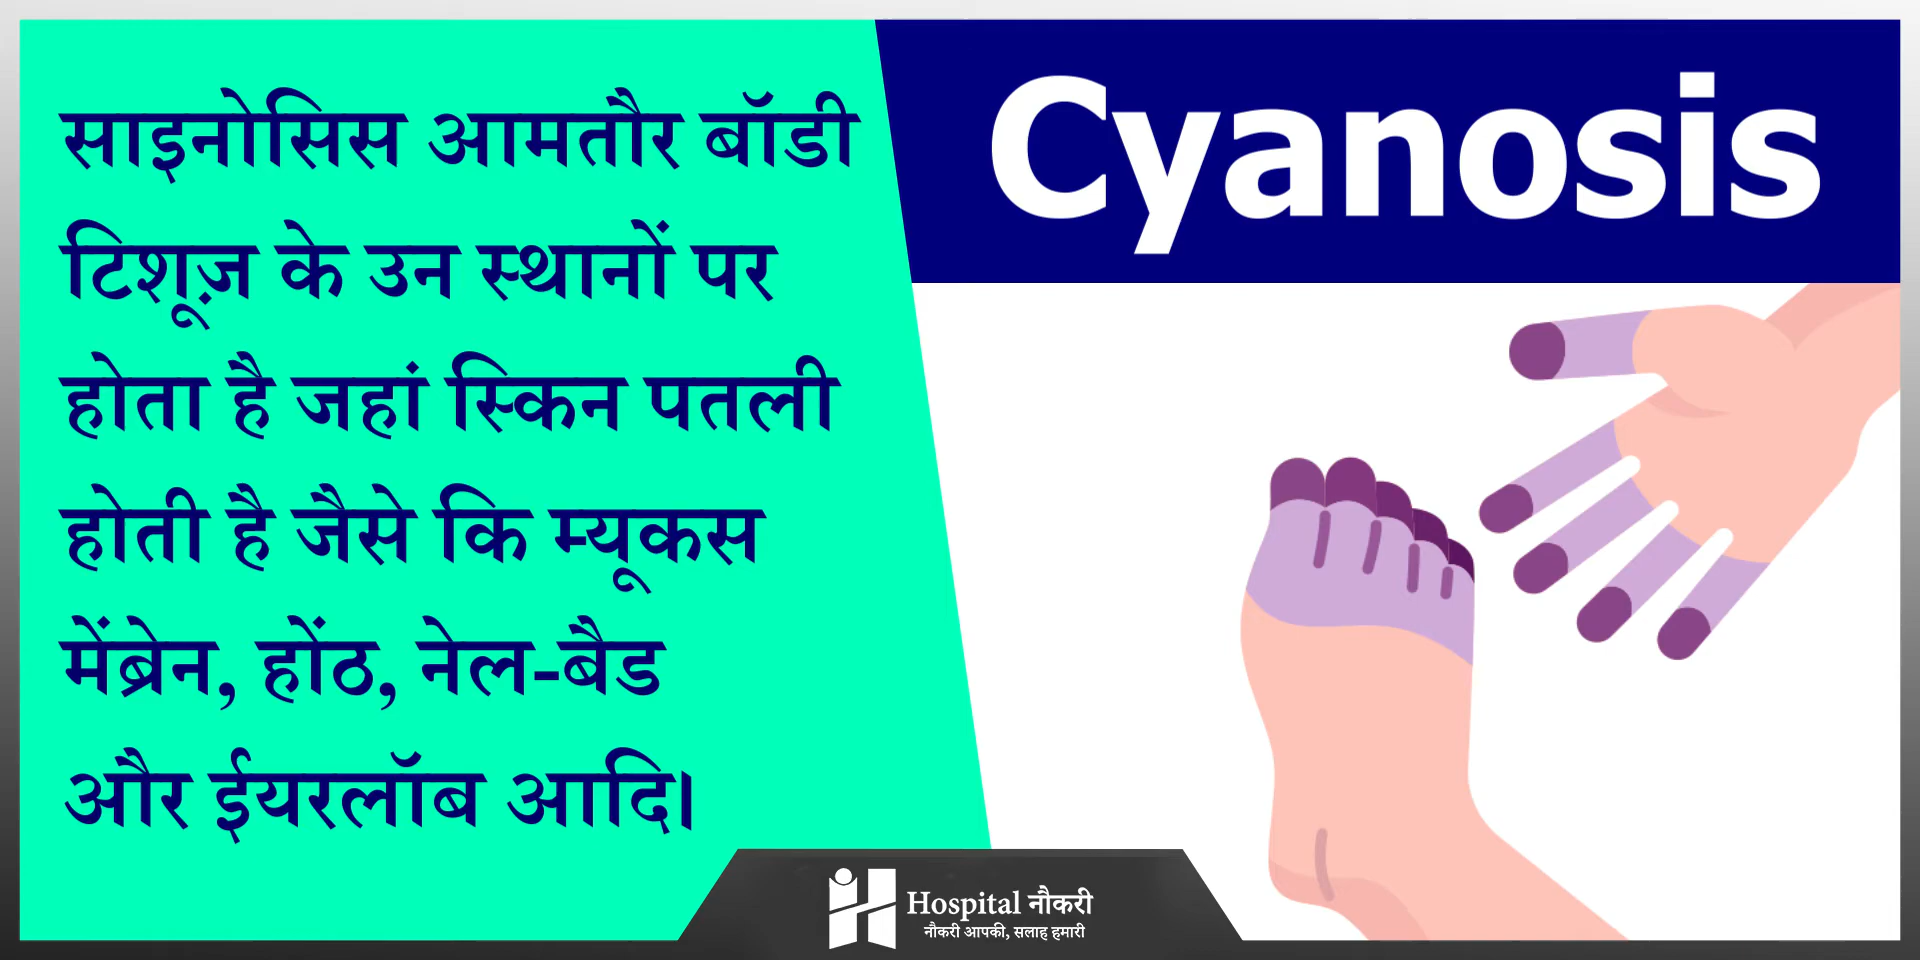 साइनोसिस आमतौर बॉडी
टिशूज़ के उन स्थानों पर
होता है जहां स्किन पतली
होती है जैसे कि म्यूकस
मेंब्रेन, होंठ, नेल-बैड
और ईयरलॉब आदि।
Cyanosis
Hospital नौकरी
नौकरी आपकी, सलाह हमारी